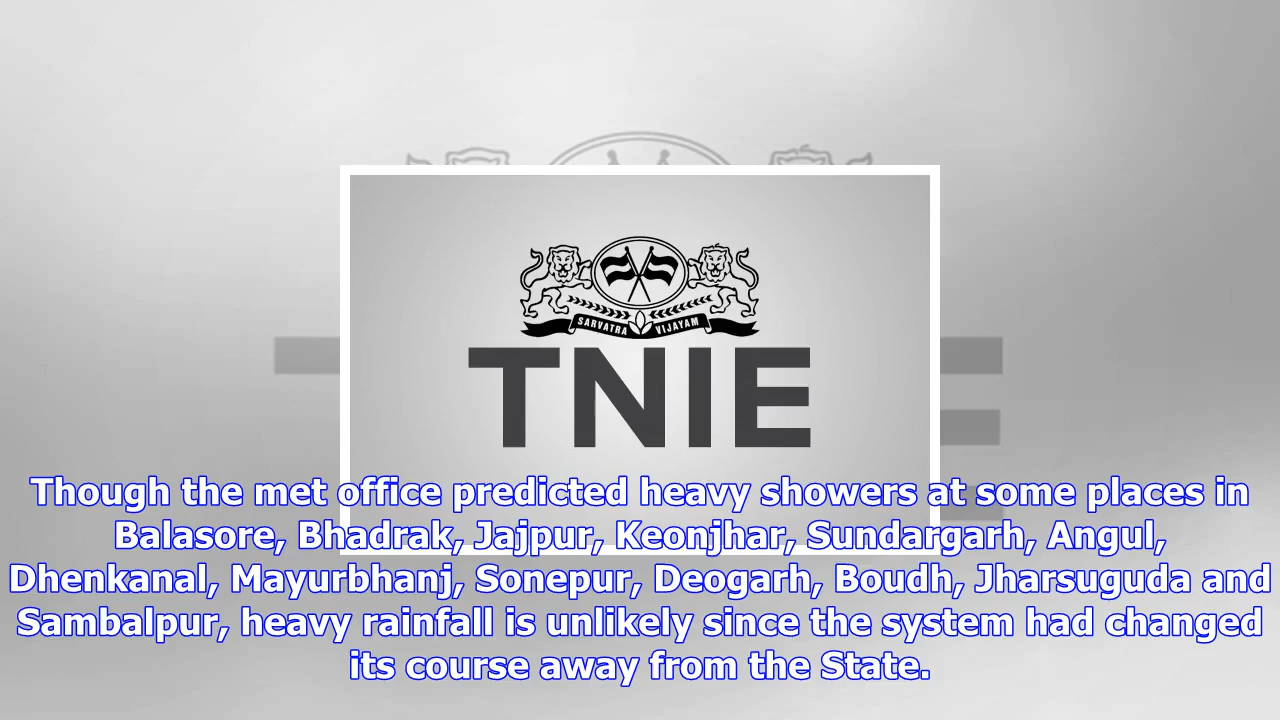 SARVATRA VIJAYAM
TNIE
Though the met office predicted heavy showers at some places in
Balasore, Bhadrak, Jajpur, Keonjhar, Sundargarh, Angul,
Dhenkanal, Mayurbhanj, Sonepur, Deogarh, Boudh, Jharsuguda and
Sambalpur, heavy rainfall is unlikely since the system had changed
its course away from the State.